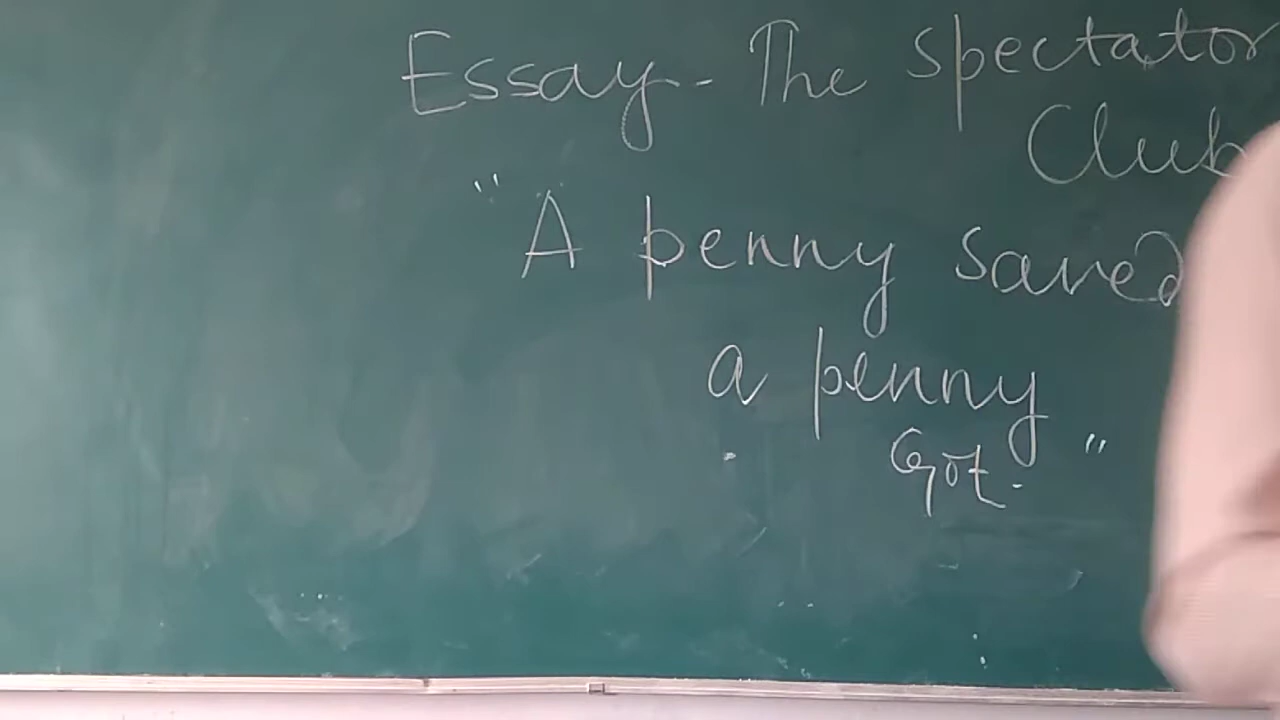 Essay - The Spectator
Club
"A penny saved
a penny
Got."